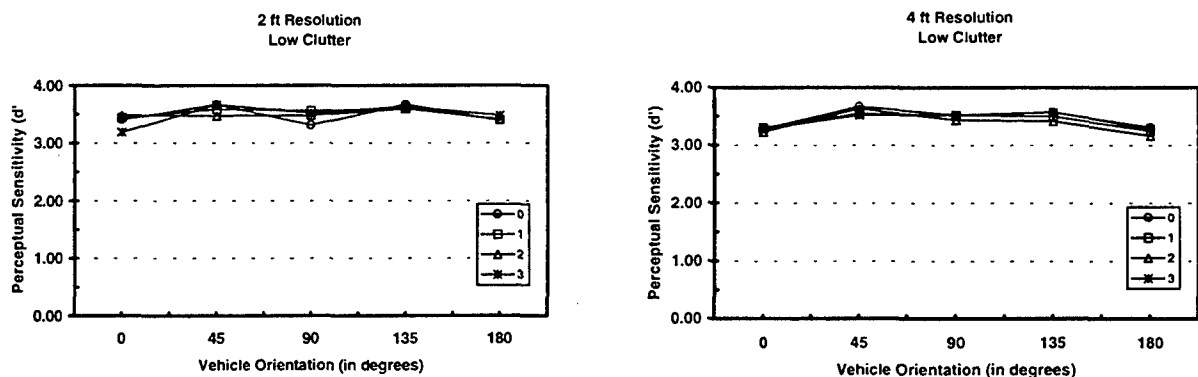 2 ft Resolution
Low Clutter
4.00
3.00
2.00
1.00
0.00
Perceptual Sensitivity (d')
0
1
2
3
0 45 90 135 180
Vehicle Orientation (in degrees)
4 ft Resolution
Low Clutter
4.00
3.00
2.00
1.00
0.00
Perceptual Sensitivity (d')
0
1
2
3
0 45 90 135 180
Vehicle Orientation (in degrees)